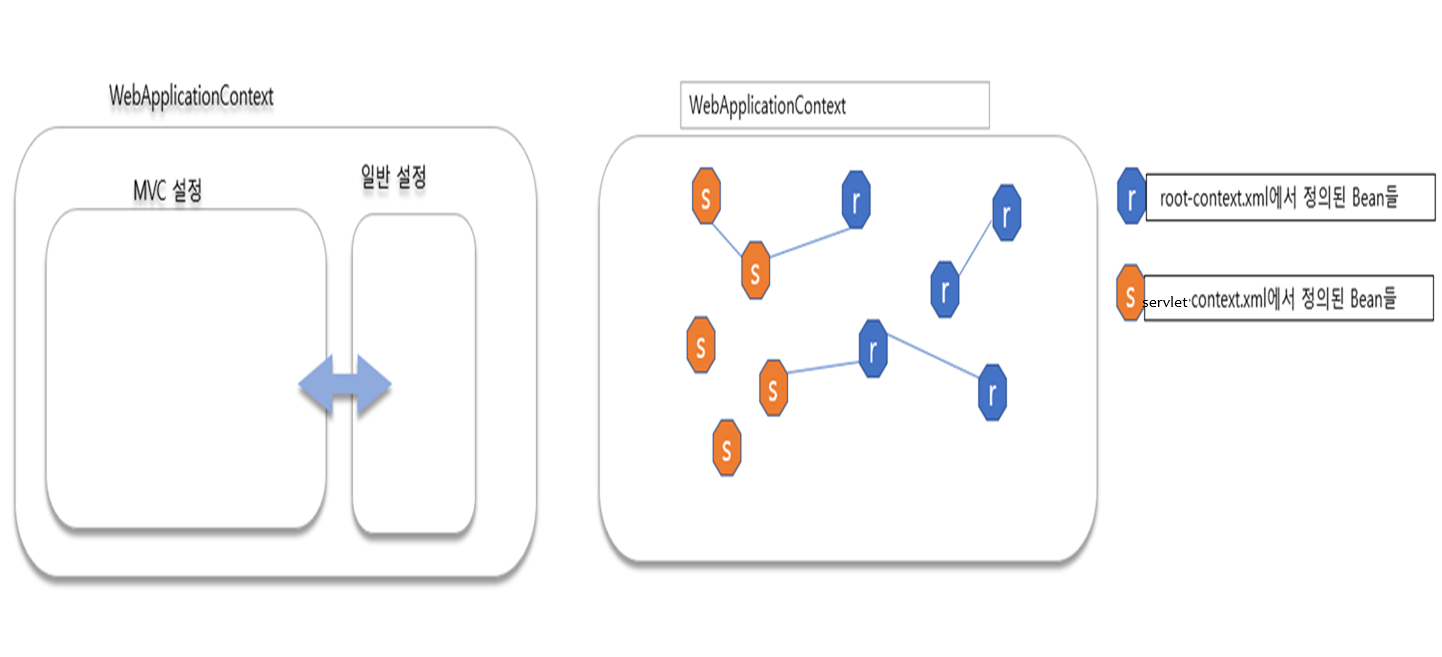 WebApplicationContext
MVC 설정
일반 설정
WebApplicationContext
s
r
r
s
r
s
r
s
r
s
r
root-context.xml에서 정의된 Bean들
s
servlet-context.xml에서 정의된 Bean들